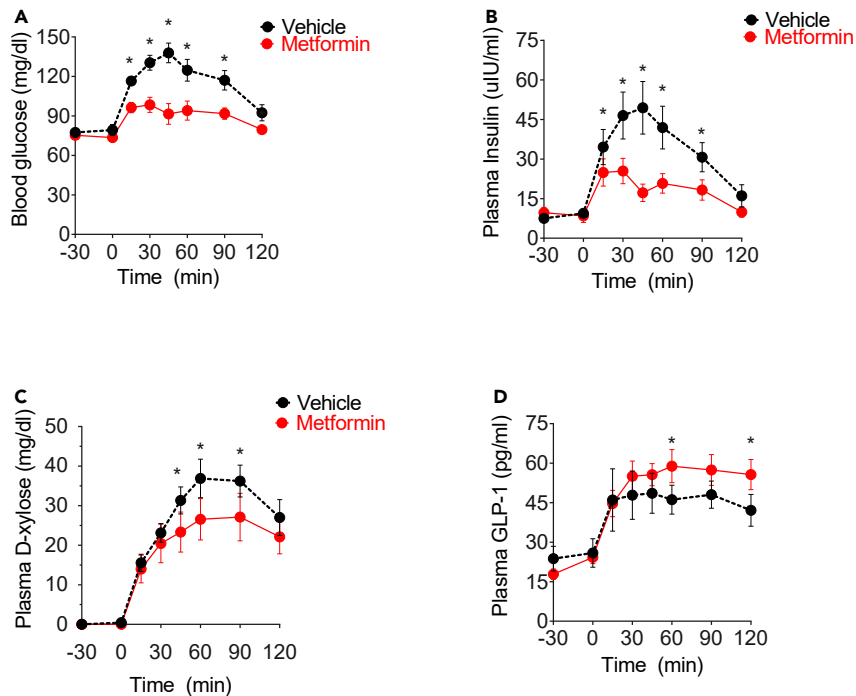 A
Vehicle
Metformin
Blood glucose (mg/dl)
150
120
90
60
30
0
* * * * *
-30 0 30 60 90 120
Time (min)
B
Vehicle
Metformin
Plasma Insulin (uIU/ml)
75
60
45
30
15
0
* * * * *
-30 0 30 60 90 120
Time (min)
C
Vehicle
Metformin
Plasma D-xylose (mg/dl)
50
40
30
20
10
0
* * *
-30 0 30 60 90 120
Time (min)
D
Plasma GLP-1 (pg/ml)
75
60
45
30
15
0
* *
-30 0 30 60 90 120
Time (min)